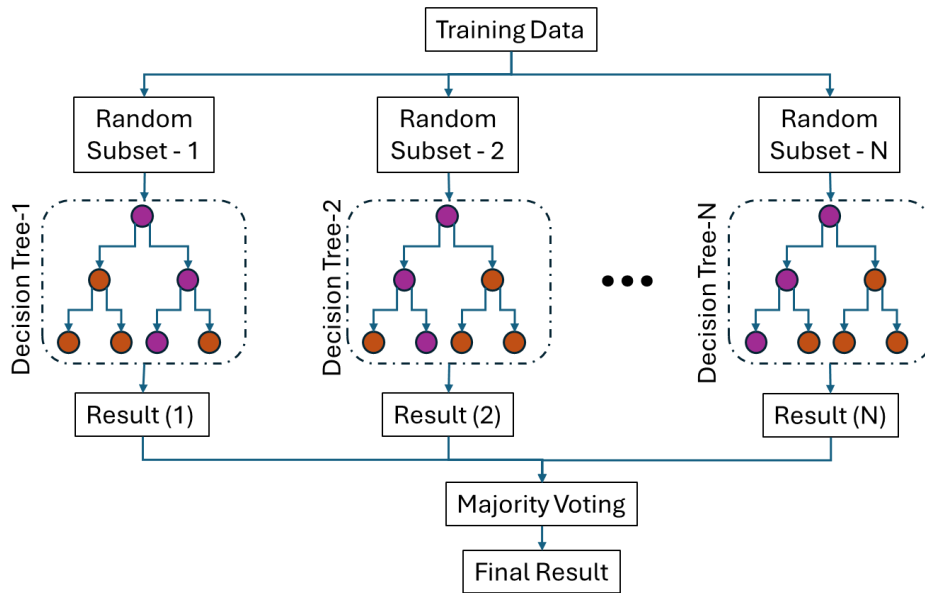 Training Data
Random
Subset - 1
Random
Subset - 2
Random
Subset - N
Decision Tree-1
Decision Tree-2
Decision Tree-N
Result (1)
Result (2)
Result (N)
Majority Voting
Final Result